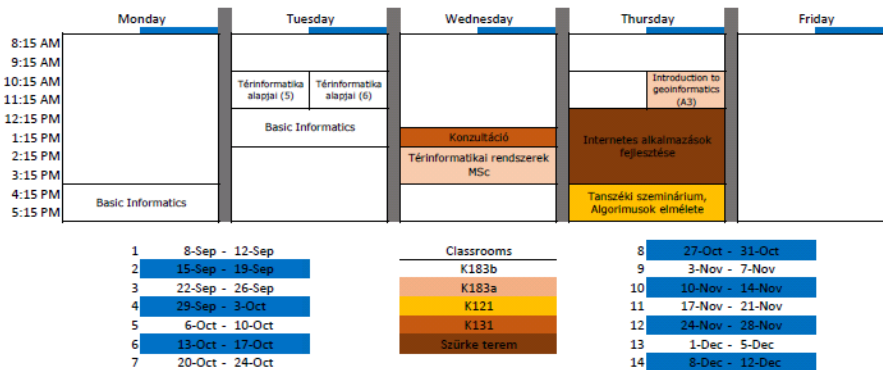 Monday Tuesday Wednesday Thursday Friday
8:15 AM
9:15 AM
10:15 AM
11:15 AM
12:15 PM
1:15 PM
2:15 PM
3:15 PM
4:15 PM
5:15 PM
Basic Informatics
Térinformatika
alapjai (5)
Térinformatika
alapjai (6)
Basic Informatics
Konzultáció
Térinformatikai rendszerek
MSc
Introduction to
geoinformatics
(A3)
Internetes alkalmazások
fejlesztése
Tanszéki szeminárium,
Algorimusok elmélete
1 8-Sep - 12-Sep
2 15-Sep - 19-Sep
3 22-Sep - 26-Sep
4 29-Sep - 3-Oct
5 6-Oct - 10-Oct
6 13-Oct - 17-Oct
7 20-Oct - 24-Oct
Classrooms
K183b
K183a
K121
K131
Szürke terem
8 27-Oct - 31-Oct
9 3-Nov - 7-Nov
10 10-Nov - 14-Nov
11 17-Nov - 21-Nov
12 24-Nov - 28-Nov
13 1-Dec - 5-Dec
14 8-Dec - 12-Dec